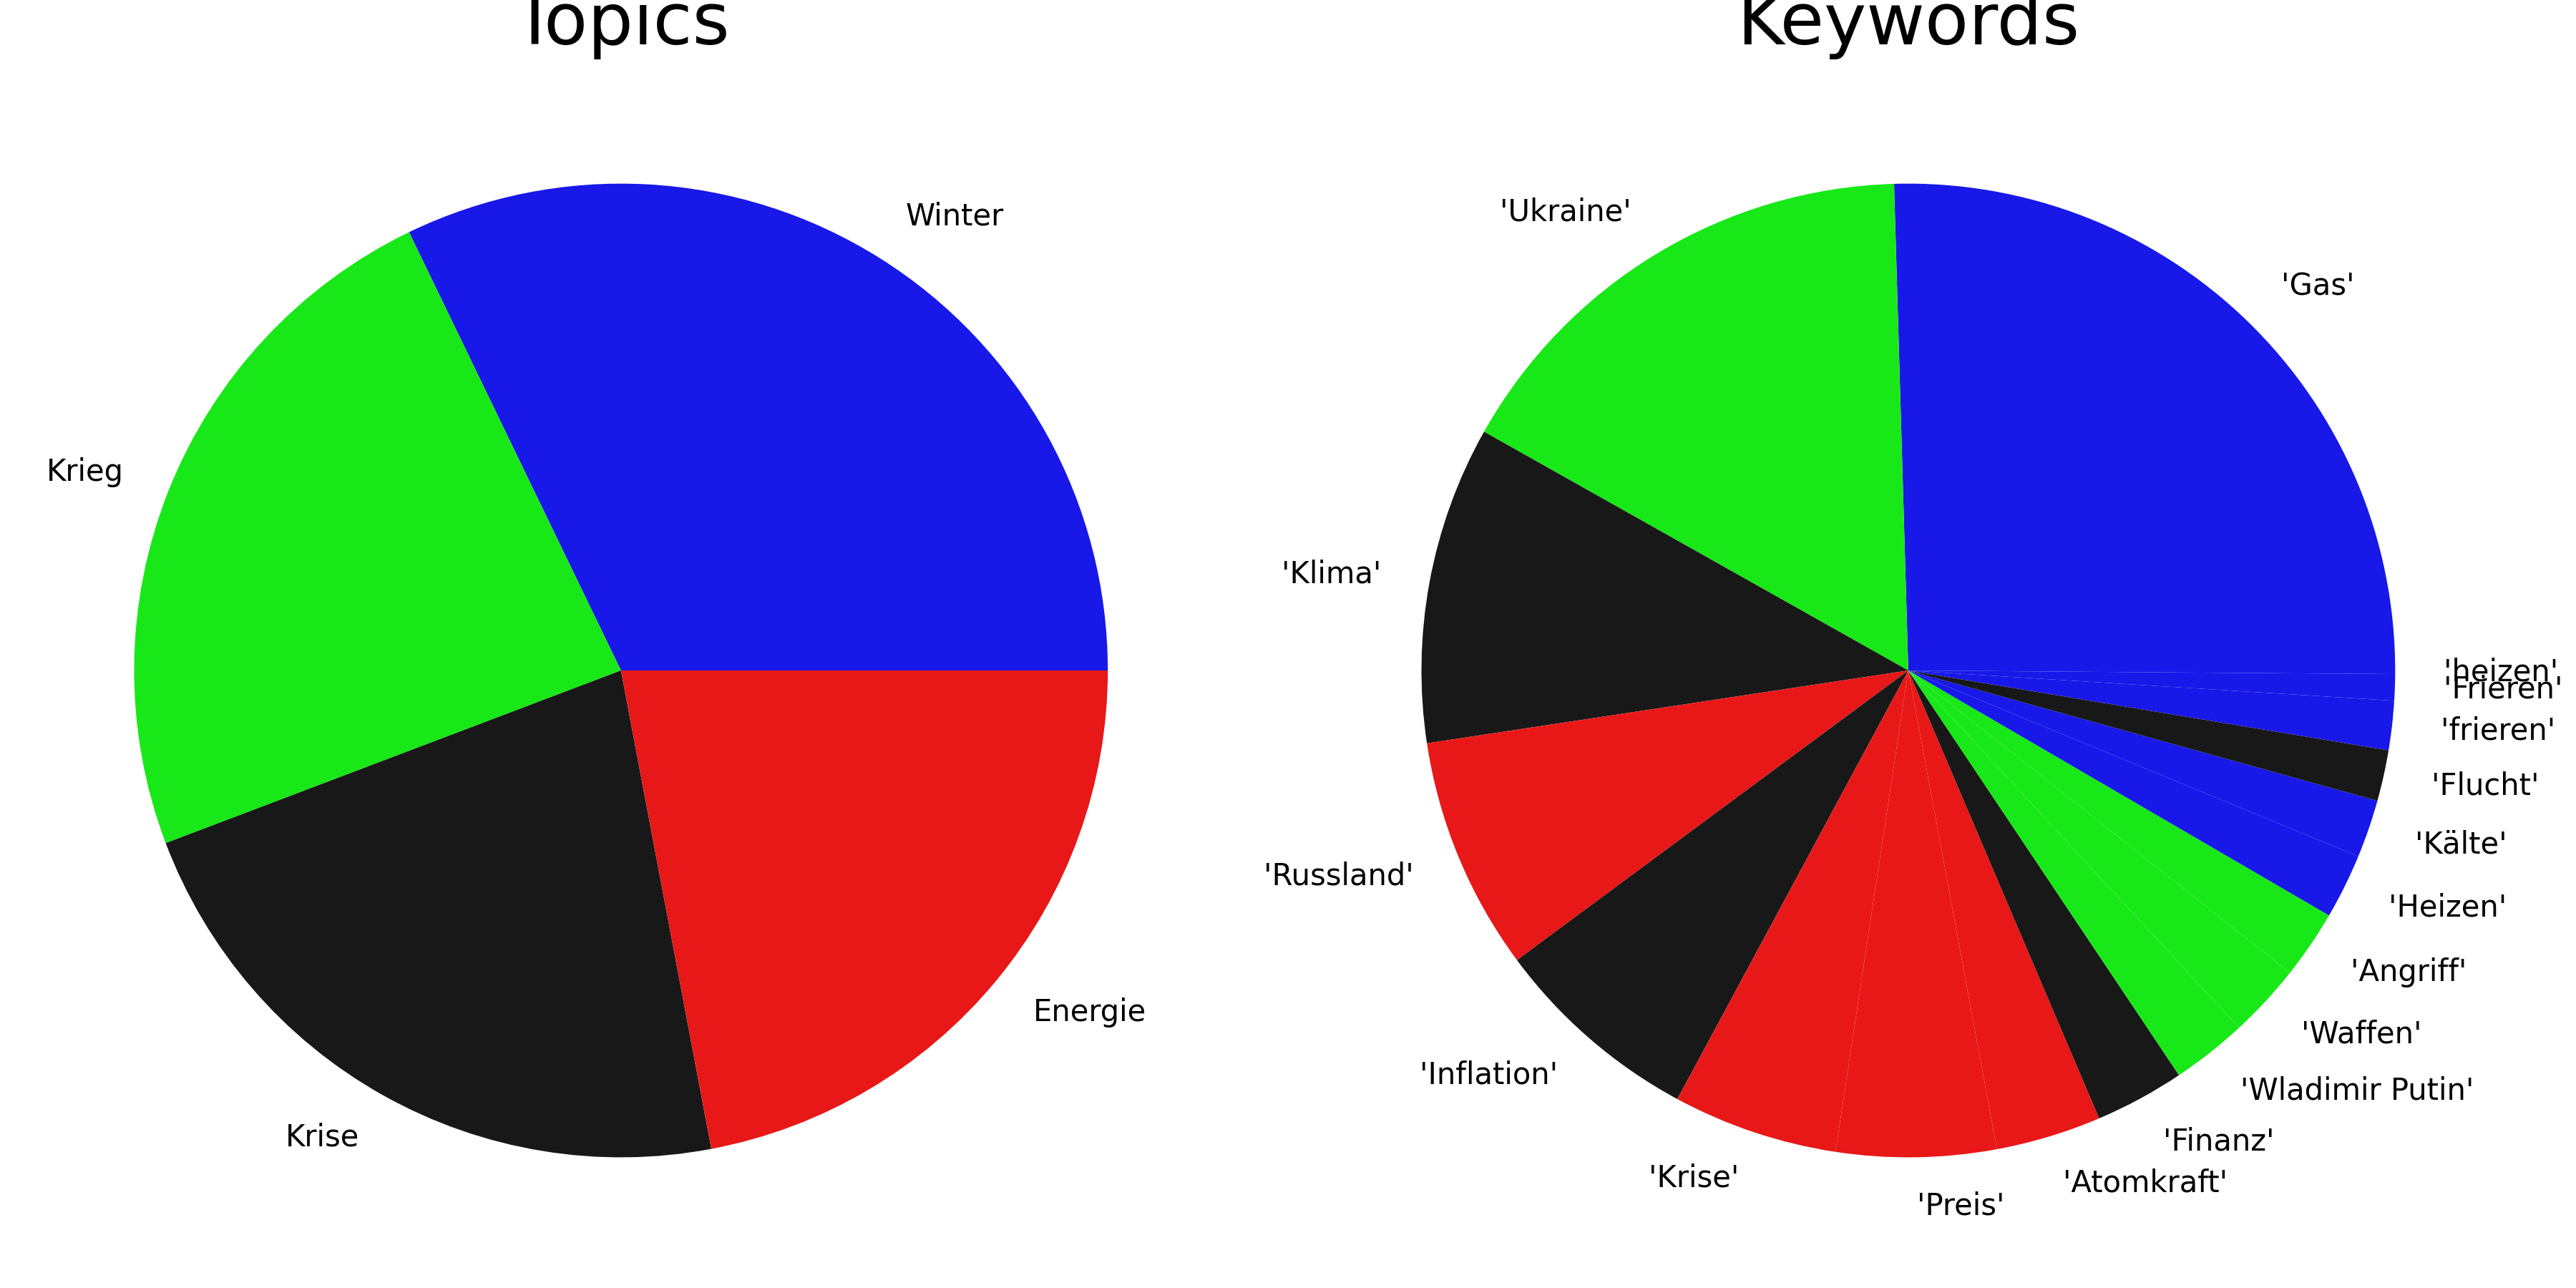 Topics
Keywords
Winter
Krieg
Krise
Energie
'Gas'
'Ukraine'
'Klima'
'Russland'
'Inflation'
'Krise'
'Preis'
'Atomkraft'
'Finanz'
'Wladimir Putin'
'Waffen'
'Angriff'
'Heizen'
'Kälte'
'Flucht'
'frieren'
'Frieren'
'heizen'